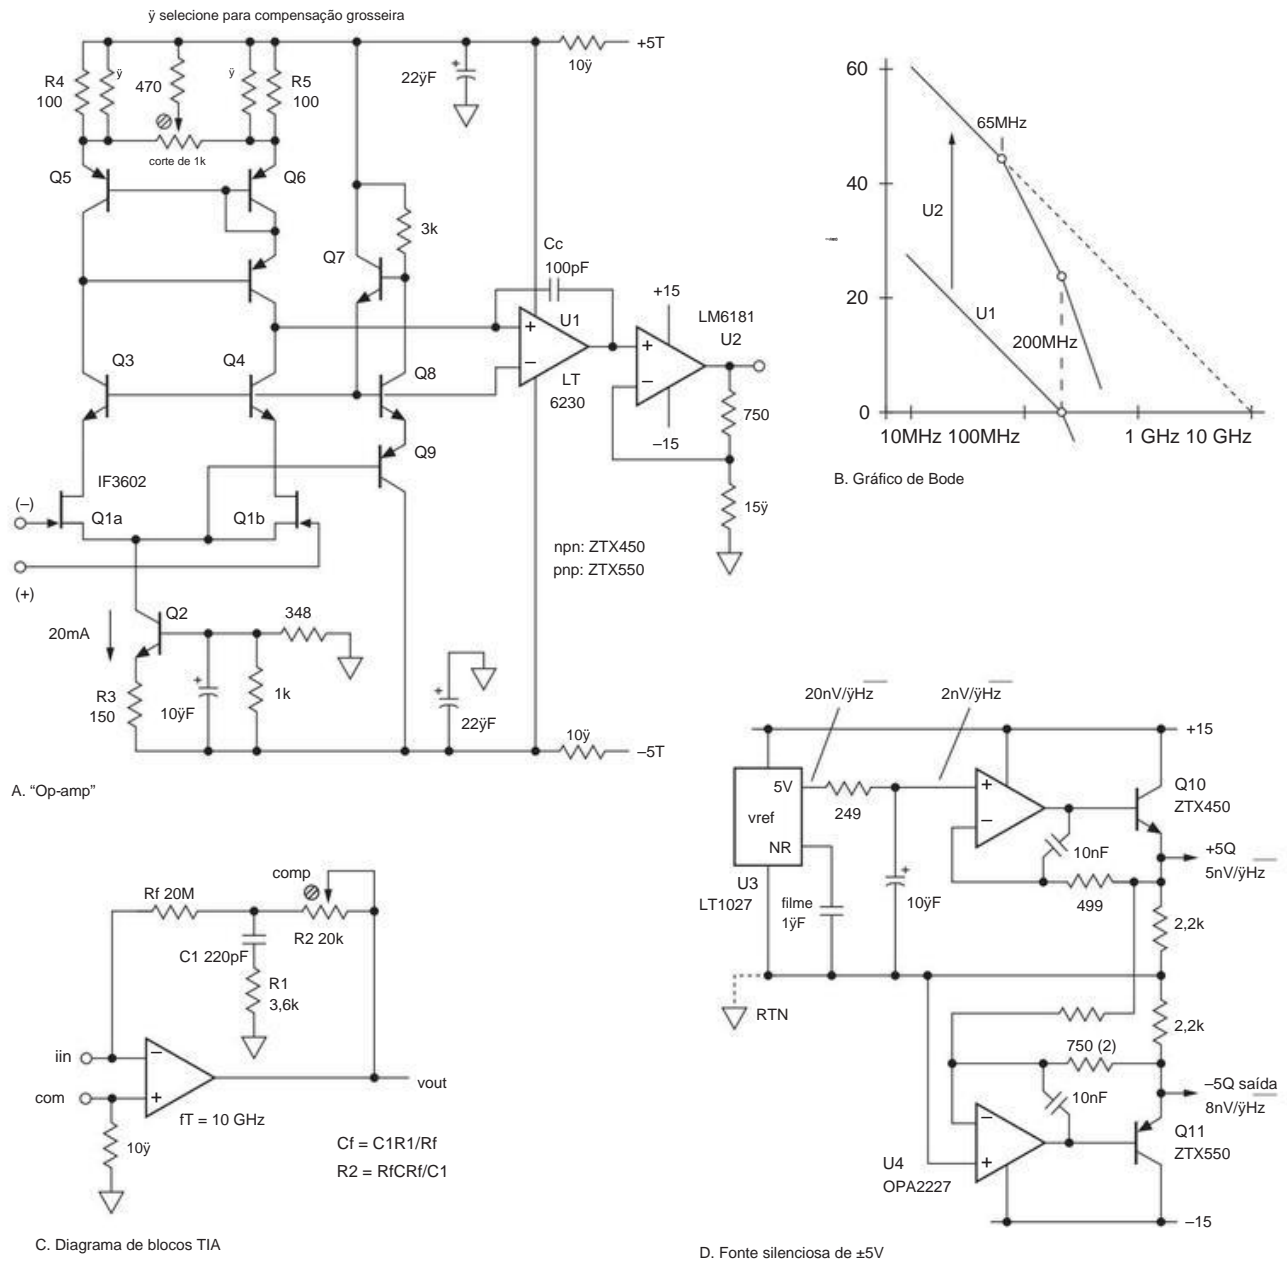 ÿ selecione para compensação grosseira
+5T
10ÿ
R4
100
ÿ
470
ÿ
R5
100
22ÿF
+
corte de 1k
Q5
Q6
3k
Q7
Cc
100pF
+15
LM6181
U2
U1
+
−
LT
6230
+
−
–15
750
15ÿ
Q3
Q4
Q8
Q9
IF3602
(–)
Q1a
Q1b
(+)
npn: ZTX450
pnp: ZTX550
Q2
20mA
348
R3
150
+
10ÿF
1k
+
22ÿF
10ÿ
–5T
A. “Op-amp”
60
40
20
0
65MHz
U2
U1
200MHz
10MHz 100MHz
1 GHz 10 GHz
B. Gráfico de Bode
comp
Rf 20M
R2 20k
C1 220pF
R1
3,6k
iin
−
com
+
vout
fT = 10 GHz
10ÿ
Cf = C1R1/Rf
R2 = RfCRf/C1
C. Diagrama de blocos TIA
20nV/ÿHz
2nV/ÿHz
+15
5V
vref
NR
249
+
−
Q10
ZTX450
10nF
+5Q
5nV/ÿHz
U3
LT1027
filme
1ÿF
+
10ÿF
499
2,2k
RTN
2,2k
750 (2)
10nF
–5Q saída
8nV/ÿHz
−
+
U4
OPA2227
Q11
ZTX550
–15
D. Fonte silenciosa de ±5V